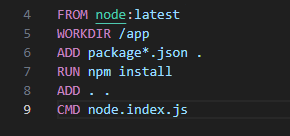 4 FROM node:latest
5 WORKDIR /app
6 ADD package*.json .
7 RUN npm install
8 ADD . .
9 CMD node.index.js